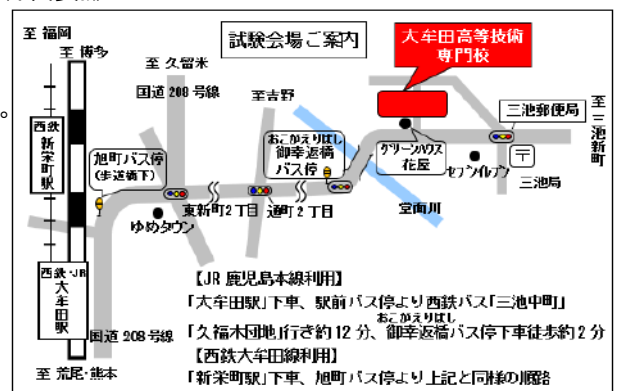 至 福岡
至 博多
試験会場ご案内
大牟田高等技術
専門校
至 久留米
国道 208 号線
至吉野
至 三池新町
三池郵便局
西鉄
新栄町駅
旭町バス停
(歩道橋下)
おこがえりばし
御幸返橋
バス停
グリーンハウス
花屋
セブンイレブン
〒
三池局
東新町2丁目
通町2丁目
堂面川
ゆめタウン
西鉄・JR
大牟田駅
国道 208 号線
至 荒尾・熊本
【JR 鹿児島本線利用】
「大牟田駅」下車、駅前バス停より西鉄バス「三池中町」
おこがえりばし
「久福木団地」行き約12分、御幸返橋バス停下車徒歩約2分
【西鉄大牟田線利用】
「新栄町駅」下車、旭町バス停より上記と同様の順路